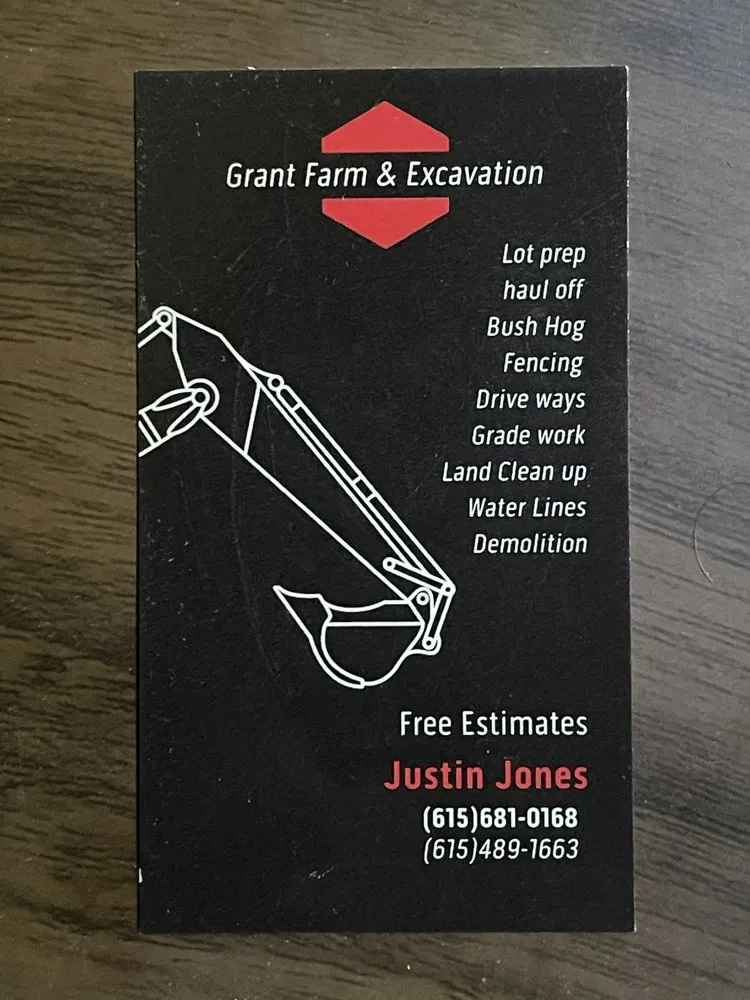 Grant Farm & Excavation
Lot prep
haul off
Bush Hog
Fencing
Drive ways
Grade work
Land Clean up
Water Lines
Demolition
Free Estimates
Justin Jones
(615)681-0168
(615)489-1663